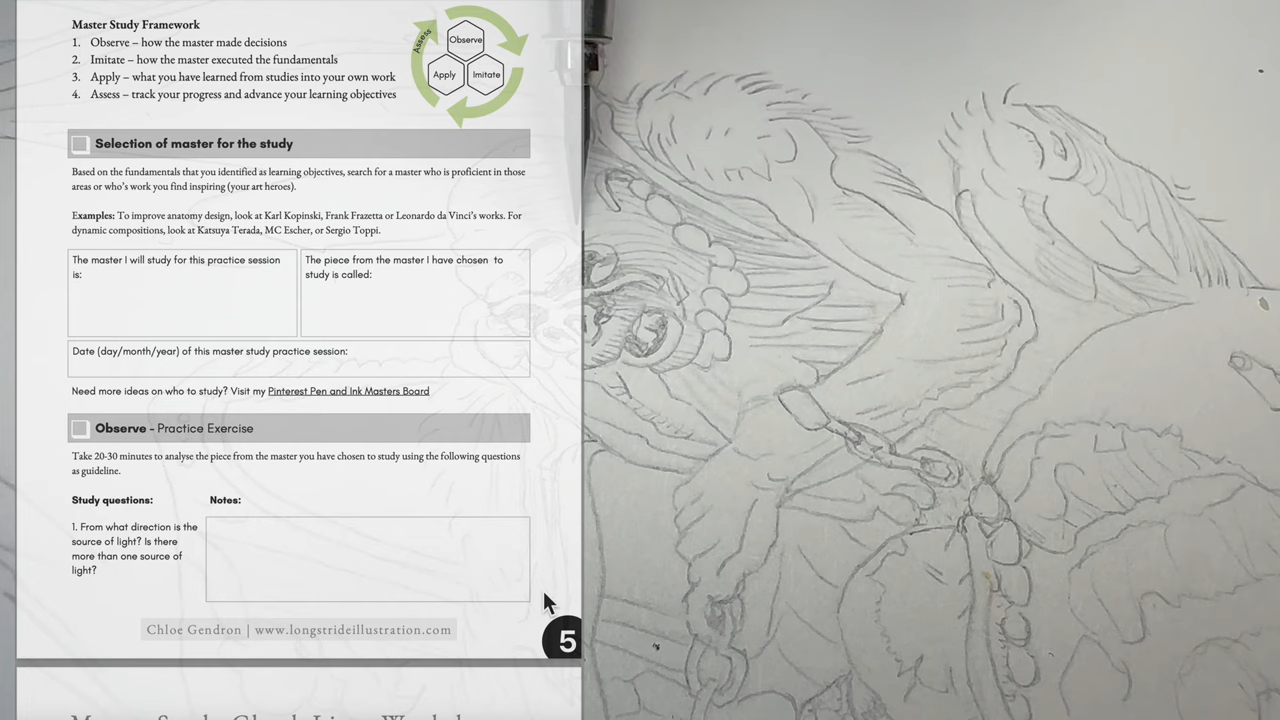 Master Study Framework
1. Observe – how the master made decisions
2. Imitate – how the master executed the fundamentals
3. Apply – what you have learned from studies into your own work
4. Assess – track your progress and advance your learning objectives
Assess
Observe
Apply
Imitate
Selection of master for the study
Based on the fundamentals that you identified as learning objectives, search for a master who is proficient in those
areas or who's work you find inspiring (your art heroes).
Examples: To improve anatomy design, look at Karl Kopinski, Frank Frazetta or Leonardo da Vinci's works. For
dynamic compositions, look at Katsuya Terada, MC Escher, or Sergio Toppi.
The master I will study for this practice session
is:
The piece from the master I have chosen to
study is called:
Date (day/month/year) of this master study practice session:
Need more ideas on who to study? Visit my Pinterest Pen and Ink Masters Board
Observe - Practice Exercise
Take 20-30 minutes to analyse the piece from the master you have chosen to study using the following questions
as guideline.
Study questions:
Notes:
1. From what direction is the
source of light? Is there
more than one source of
light?
Chloe Gendron | www.longstrideillustration.com
5